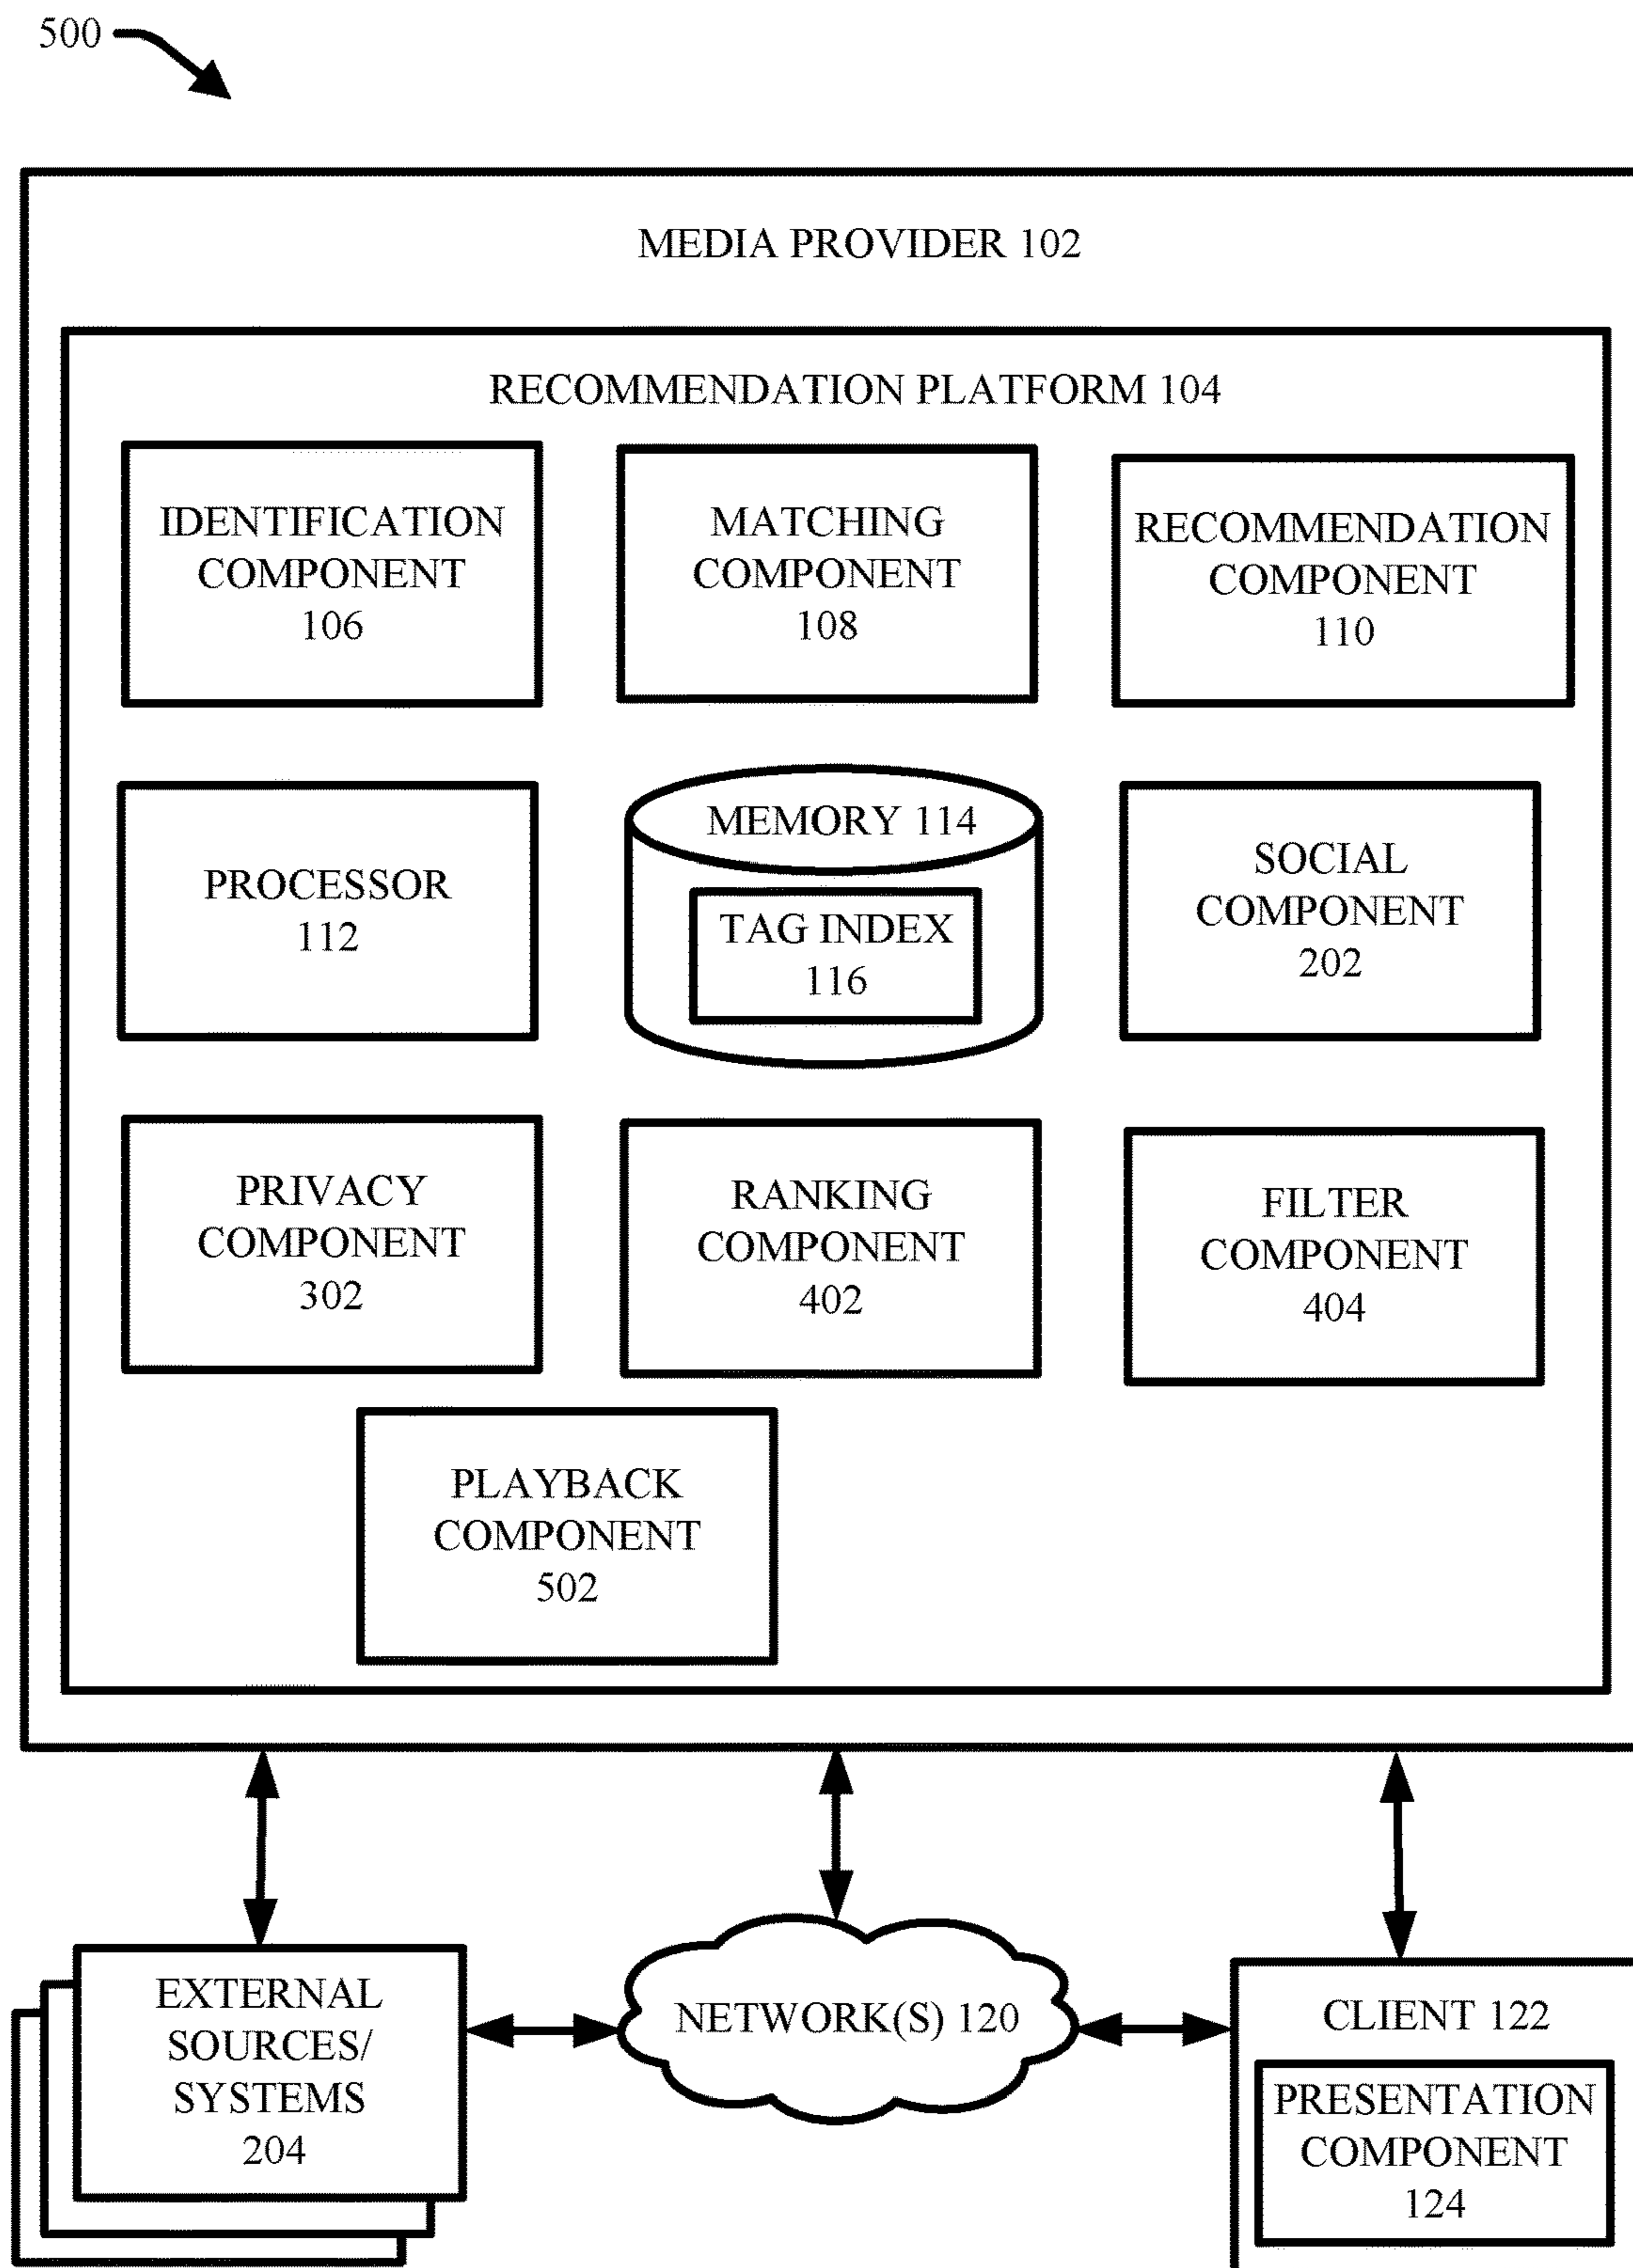 500
MEDIA PROVIDER 102
RECOMMENDATION PLATFORM 104
IDENTIFICATION
COMPONENT
106
MATCHING
COMPONENT
108
RECOMMENDATION
COMPONENT
110
PROCESSOR
112
MEMORY 114
TAG INDEX
116
SOCIAL
COMPONENT
202
PRIVACY
COMPONENT
302
RANKING
COMPONENT
402
FILTER
COMPONENT
404
PLAYBACK
COMPONENT
502
EXTERNAL
SOURCES/
SYSTEMS
204
NETWORK(S) 120
CLIENT 122
PRESENTATION
COMPONENT
124